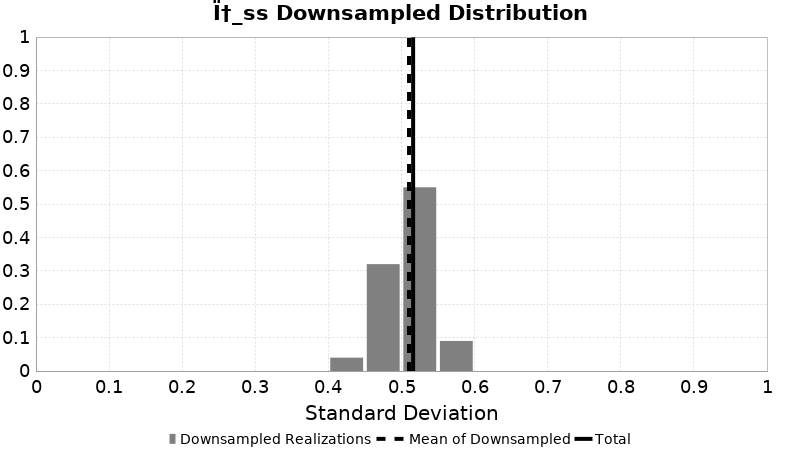 Ï†_ss Downsampled Distribution
1
0.9
0.8
0.7
0.6
0.5
0.4
0.3
0.2
0.1
0
0 0.1 0.2 0.3 0.4 0.5 0.6 0.7 0.8 0.9 1
Standard Deviation
Downsampled Realizations Mean of Downsampled Total